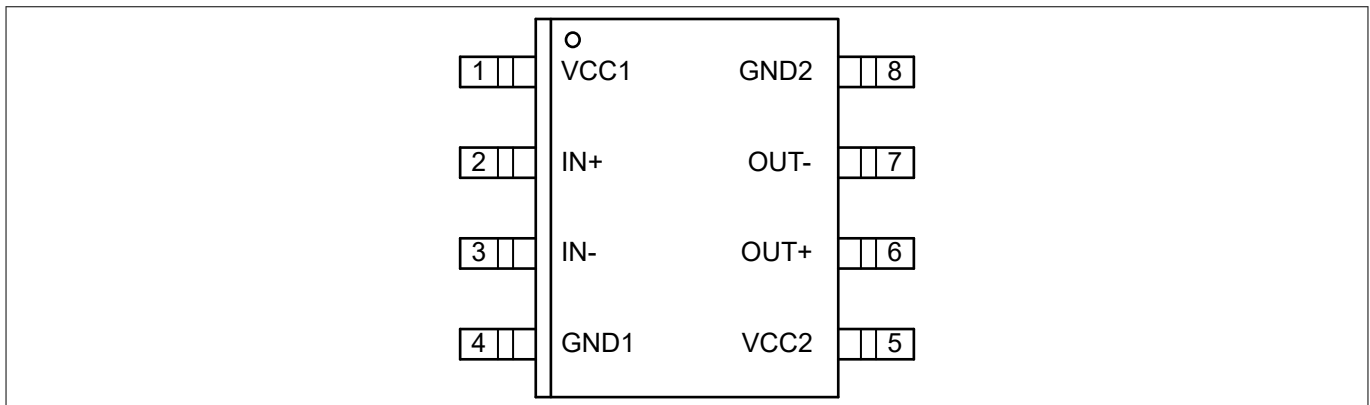 1 VCC1 GND2 8
2 IN+ OUT- 7
3 IN- OUT+ 6
4 GND1 VCC2 5